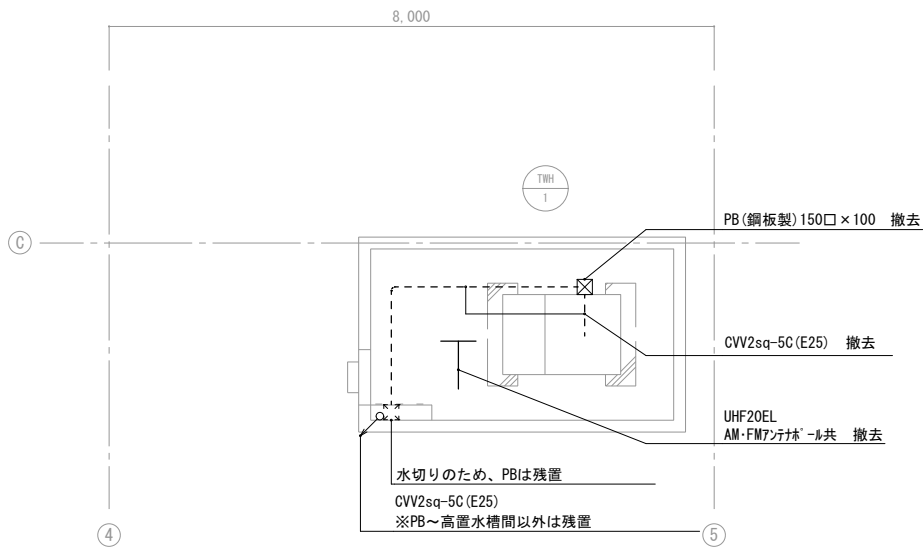 8,000
TWH
1
PB(鋼板製)150□×100　撤去
C
CVV2sq-5C(E25)　撤去
UHF20EL
AM・FMｱﾝﾃﾅﾎﾟｰﾙ共　撤去
水切りのため、PBは残置
CVV2sq-5C(E25)
※PB～高置水槽間以外は残置
4
5